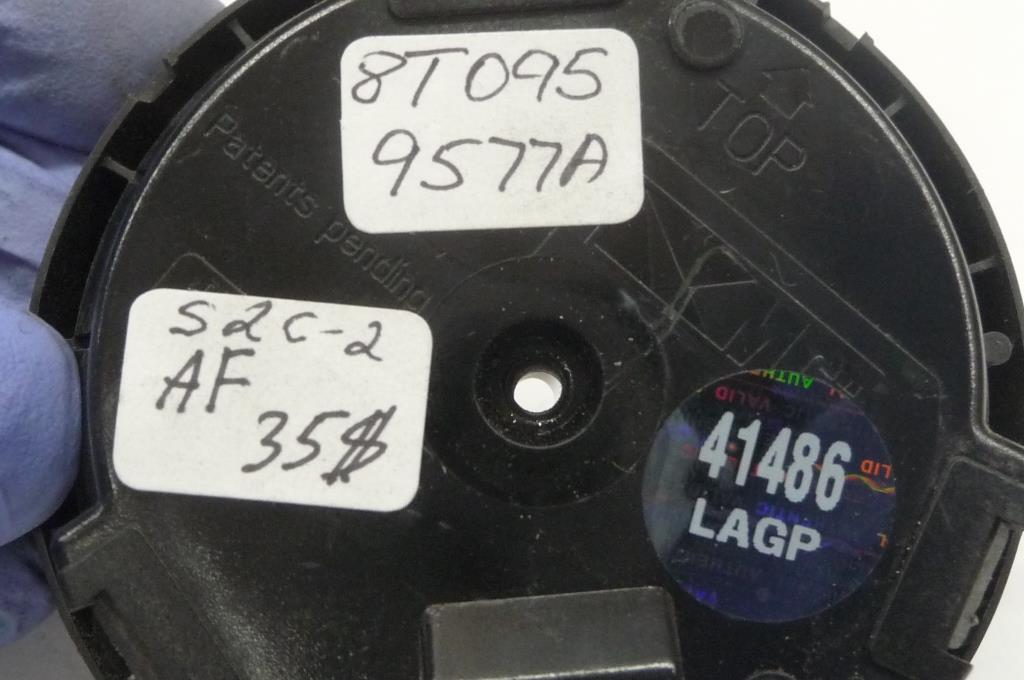 8T095
9577A
TOP
Patents pending
S2C-2
AF
35$
41486
LAGP